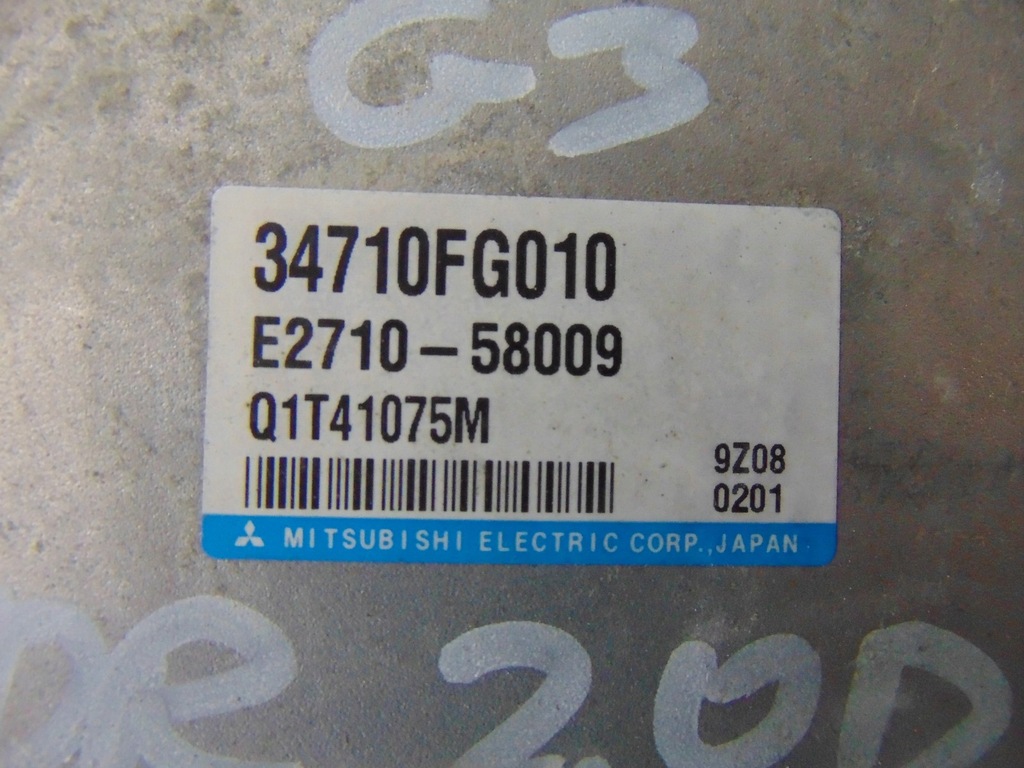 G3
34710FG010
E2710-58009
Q1T41075M
9Z08
0201
MITSUBISHI ELECTRIC CORP., JAPAN
2.0D